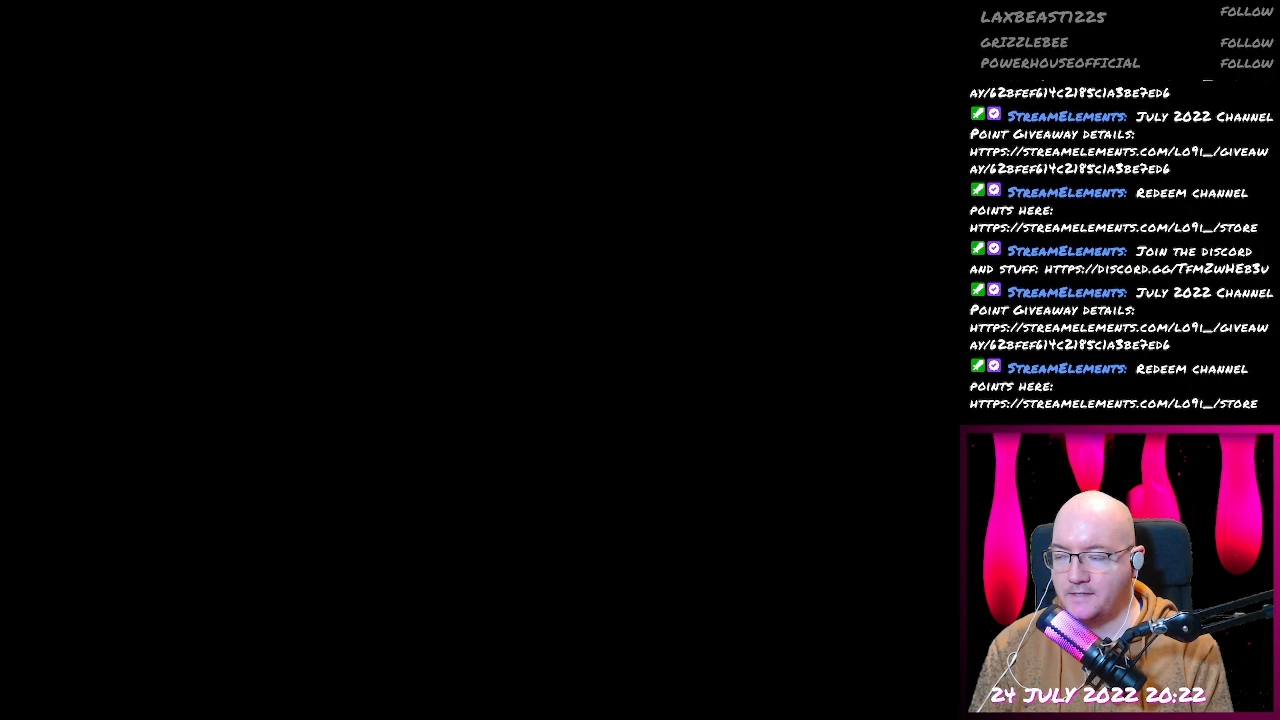 LAXBEAST1225 FOLLOW
GRIZZLEBEE FOLLOW
POWERHOUSEOFFICIAL FOLLOW
AY/62BFEF614C2185C1A3BE7ED6
STREAMELEMENTS: JULY 2022 CHANNEL
POINT GIVEAWAY DETAILS:
HTTPS://STREAMELEMENTS.COM/LO9I_/GIVEAW
AY/62BFEF614C2185C1A3BE7ED6
STREAMELEMENTS: REDEEM CHANNEL
POINTS HERE:
HTTPS://STREAMELEMENTS.COM/LO9I_/STORE
STREAMELEMENTS: JOIN THE DISCORD
AND STUFF: HTTPS://DISCORD.GG/TFMZWHE83U
STREAMELEMENTS: JULY 2022 CHANNEL
POINT GIVEAWAY DETAILS:
HTTPS://STREAMELEMENTS.COM/LO9I_/GIVEAW
AY/62BFEF614C2185C1A3BE7ED6
STREAMELEMENTS: REDEEM CHANNEL
POINTS HERE:
HTTPS://STREAMELEMENTS.COM/LO9I_/STORE
24 JULY 2022 20:22